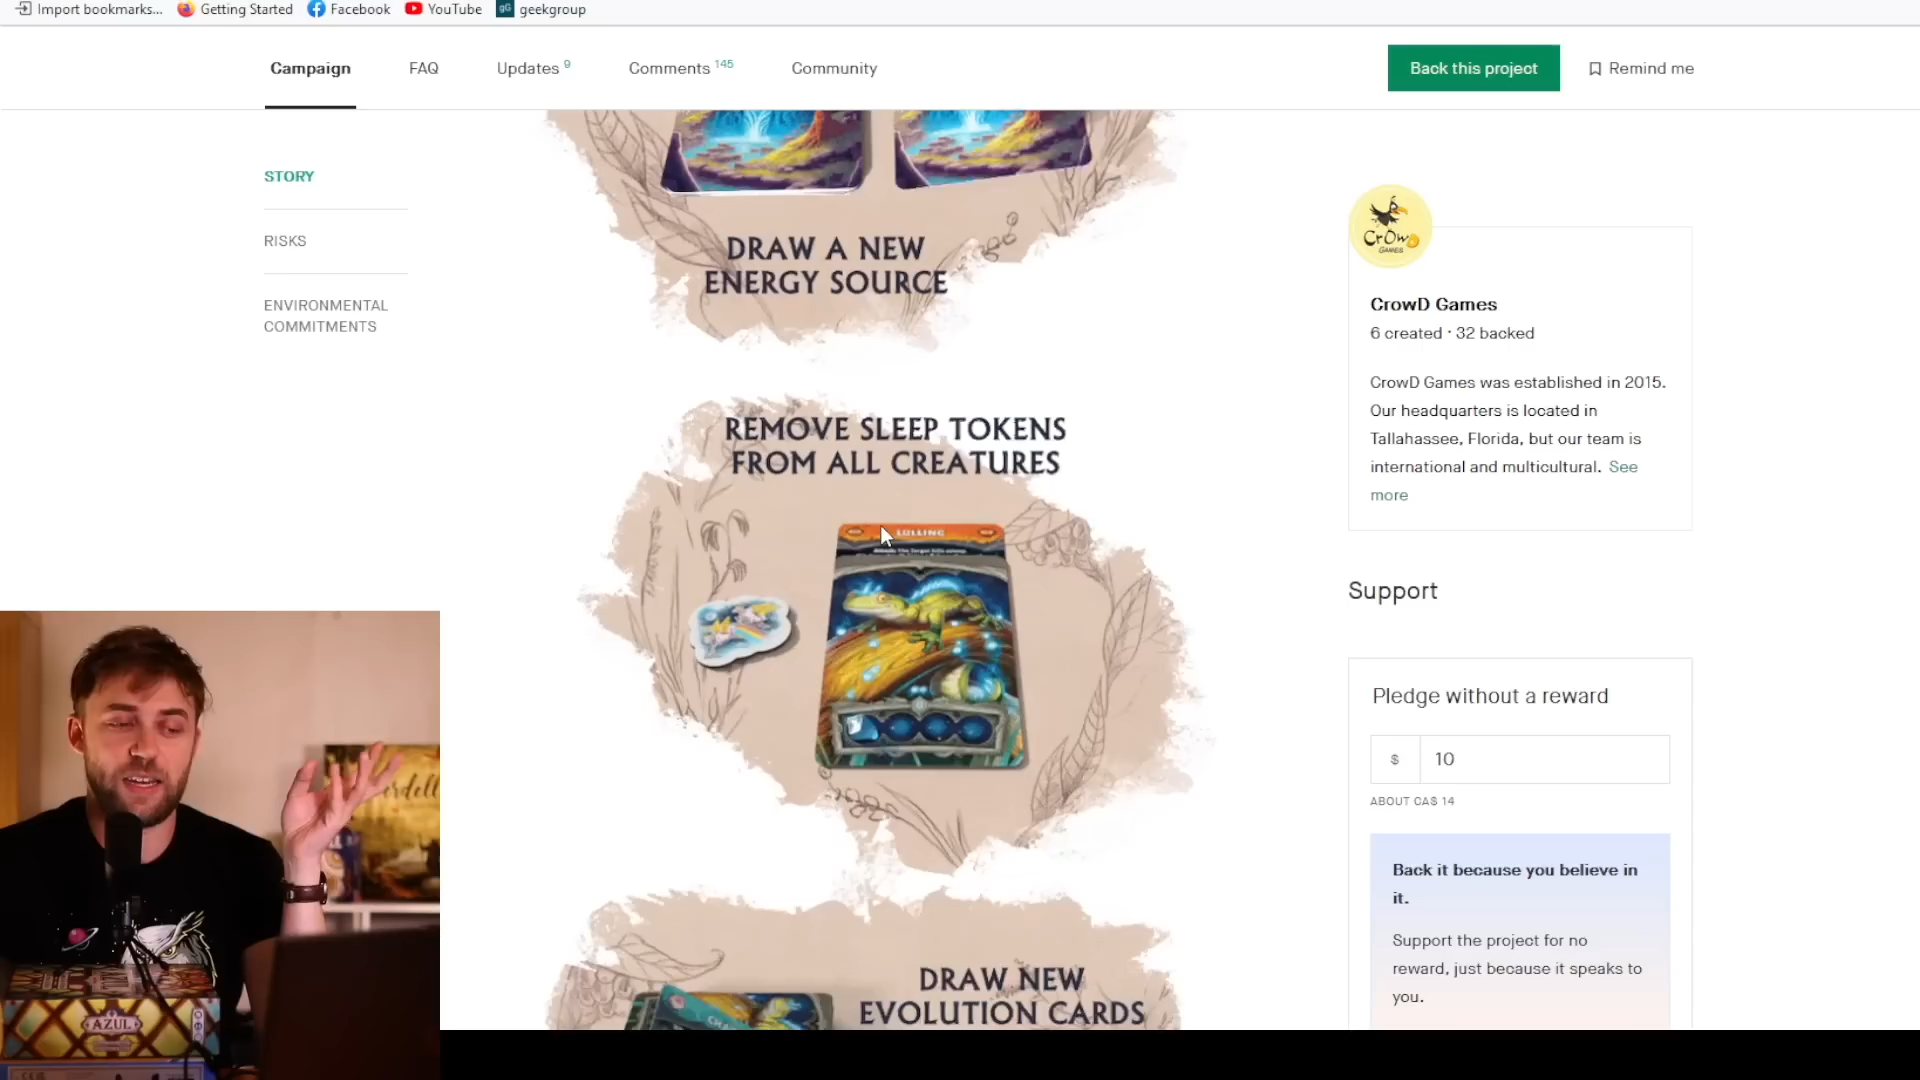 Import bookmarks...
Getting Started
Facebook
YouTube
gG
geekgroup
Campaign
FAQ
Updates 9
Comments 145
Community
Back this project
Remind me
STORY
RISKS
ENVIRONMENTAL
COMMITMENTS
DRAW A NEW
ENERGY SOURCE
REMOVE SLEEP TOKENS
FROM ALL CREATURES
LULLING
DRAW NEW
EVOLUTION CARDS
CrOwD
GAMES
CrowD Games
6 created · 32 backed
CrowD Games was established in 2015.
Our headquarters is located in
Tallahassee, Florida, but our team is
international and multicultural. See
more
Support
Pledge without a reward
$ 10
ABOUT CA$ 14
Back it because you believe in
it.
Support the project for no
reward, just because it speaks to
you.
AZUL